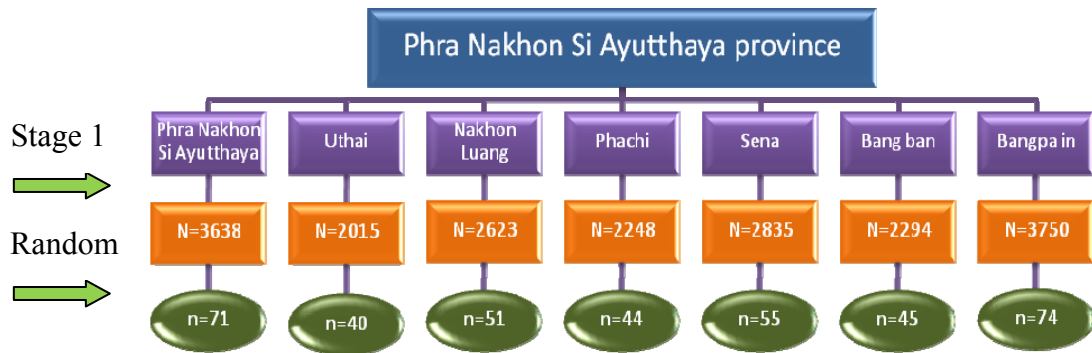 Phra Nakhon Si Ayutthaya province
Stage 1
Phra Nakhon
Si Ayutthaya
Uthai
Nakhon
Luang
Phachi
Sena
Bang ban
Bangpa in
Random
N=3638
N=2015
N=2623
N=2248
N=2835
N=2294
N=3750
n=71
n=40
n=51
n=44
n=55
n=45
n=74